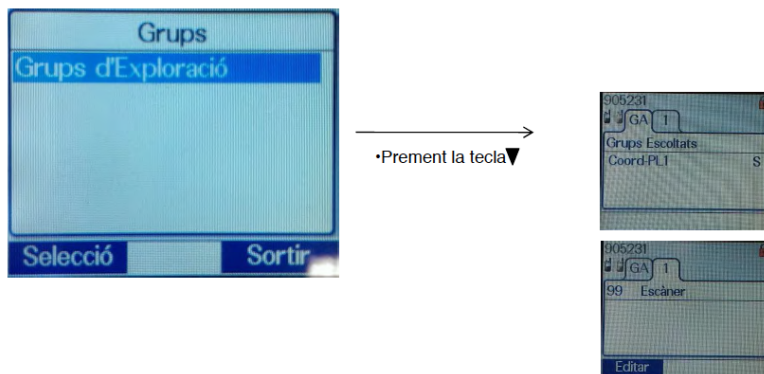 Grups
Grups d'Exploració
Selecció
Sortir
•Prement la tecla▼
905231
GA 1
Grups Escoltats
Coord-PL1 S
905231
GA 1
99 Escàner
Editar